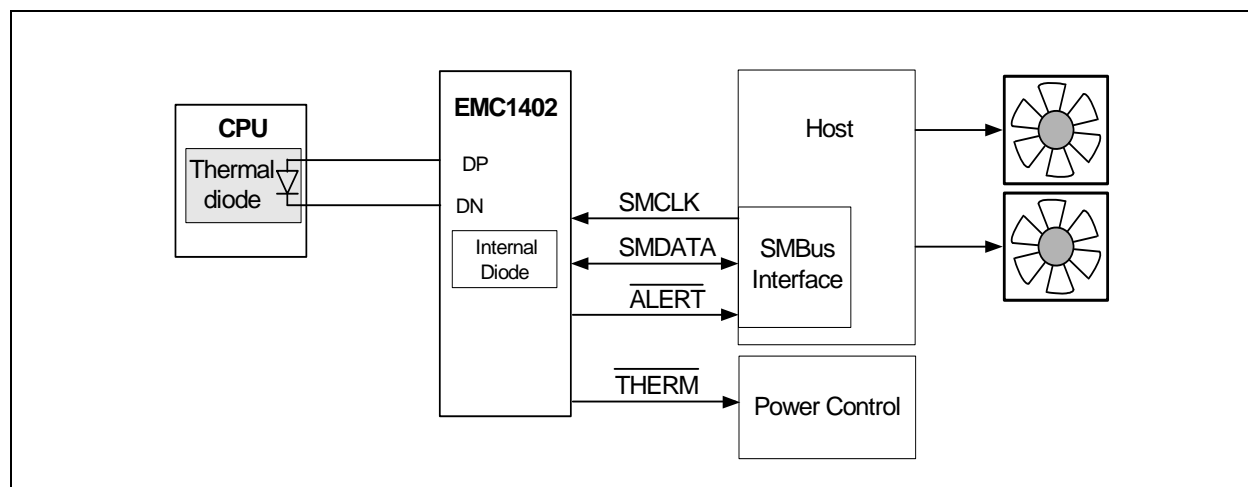 CPU
Thermal
diode
EMC1402
DP
DN
Internal
Diode
SMCLK
SMDATA
ALERT
THERM
Host
SMBus
Interface
Power Control